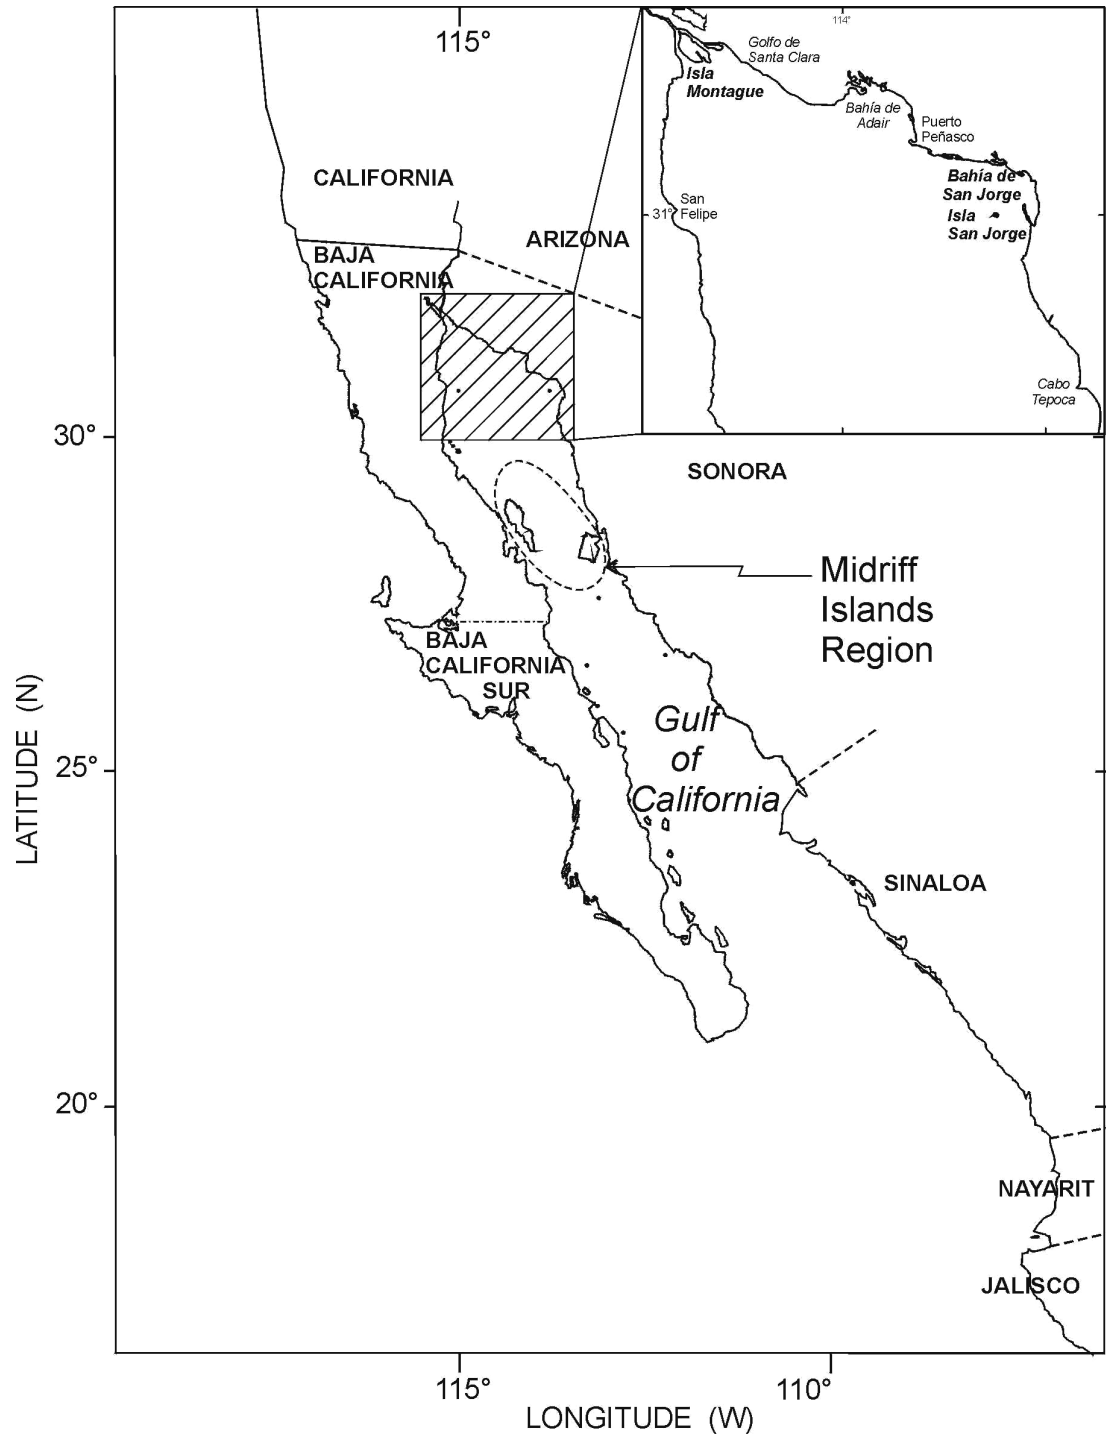 115°
114°
Golfo de
Santa Clara
Isla
Montague
Bahía de
Adair
Puerto
Peñasco
Bahía de
San Jorge
Isla
San Jorge
31°
San
Felipe
Cabo
Tepoca
CALIFORNIA
ARIZONA
BAJA
CALIFORNIA
30°
SONORA
Midriff
Islands
Region
BAJA
CALIFORNIA
SUR
Gulf
of
California
25°
LATITUDE (N)
SINALOA
20°
NAYARIT
JALISCO
115°
110°
LONGITUDE (W)